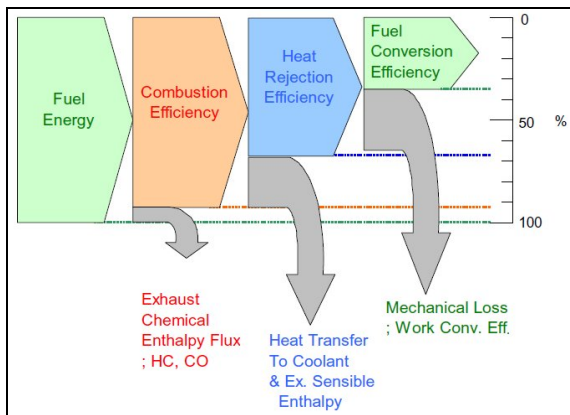 Fuel
Energy
Combustion
Efficiency
Heat
Rejection
Efficiency
Fuel
Conversion
Efficiency
0
50
%
100
Exhaust
Chemical
Enthalpy Flux
; HC, CO
Heat Transfer
To Coolant
& Ex. Sensible
Enthalpy
Mechanical Loss
; Work Conv. Eff.